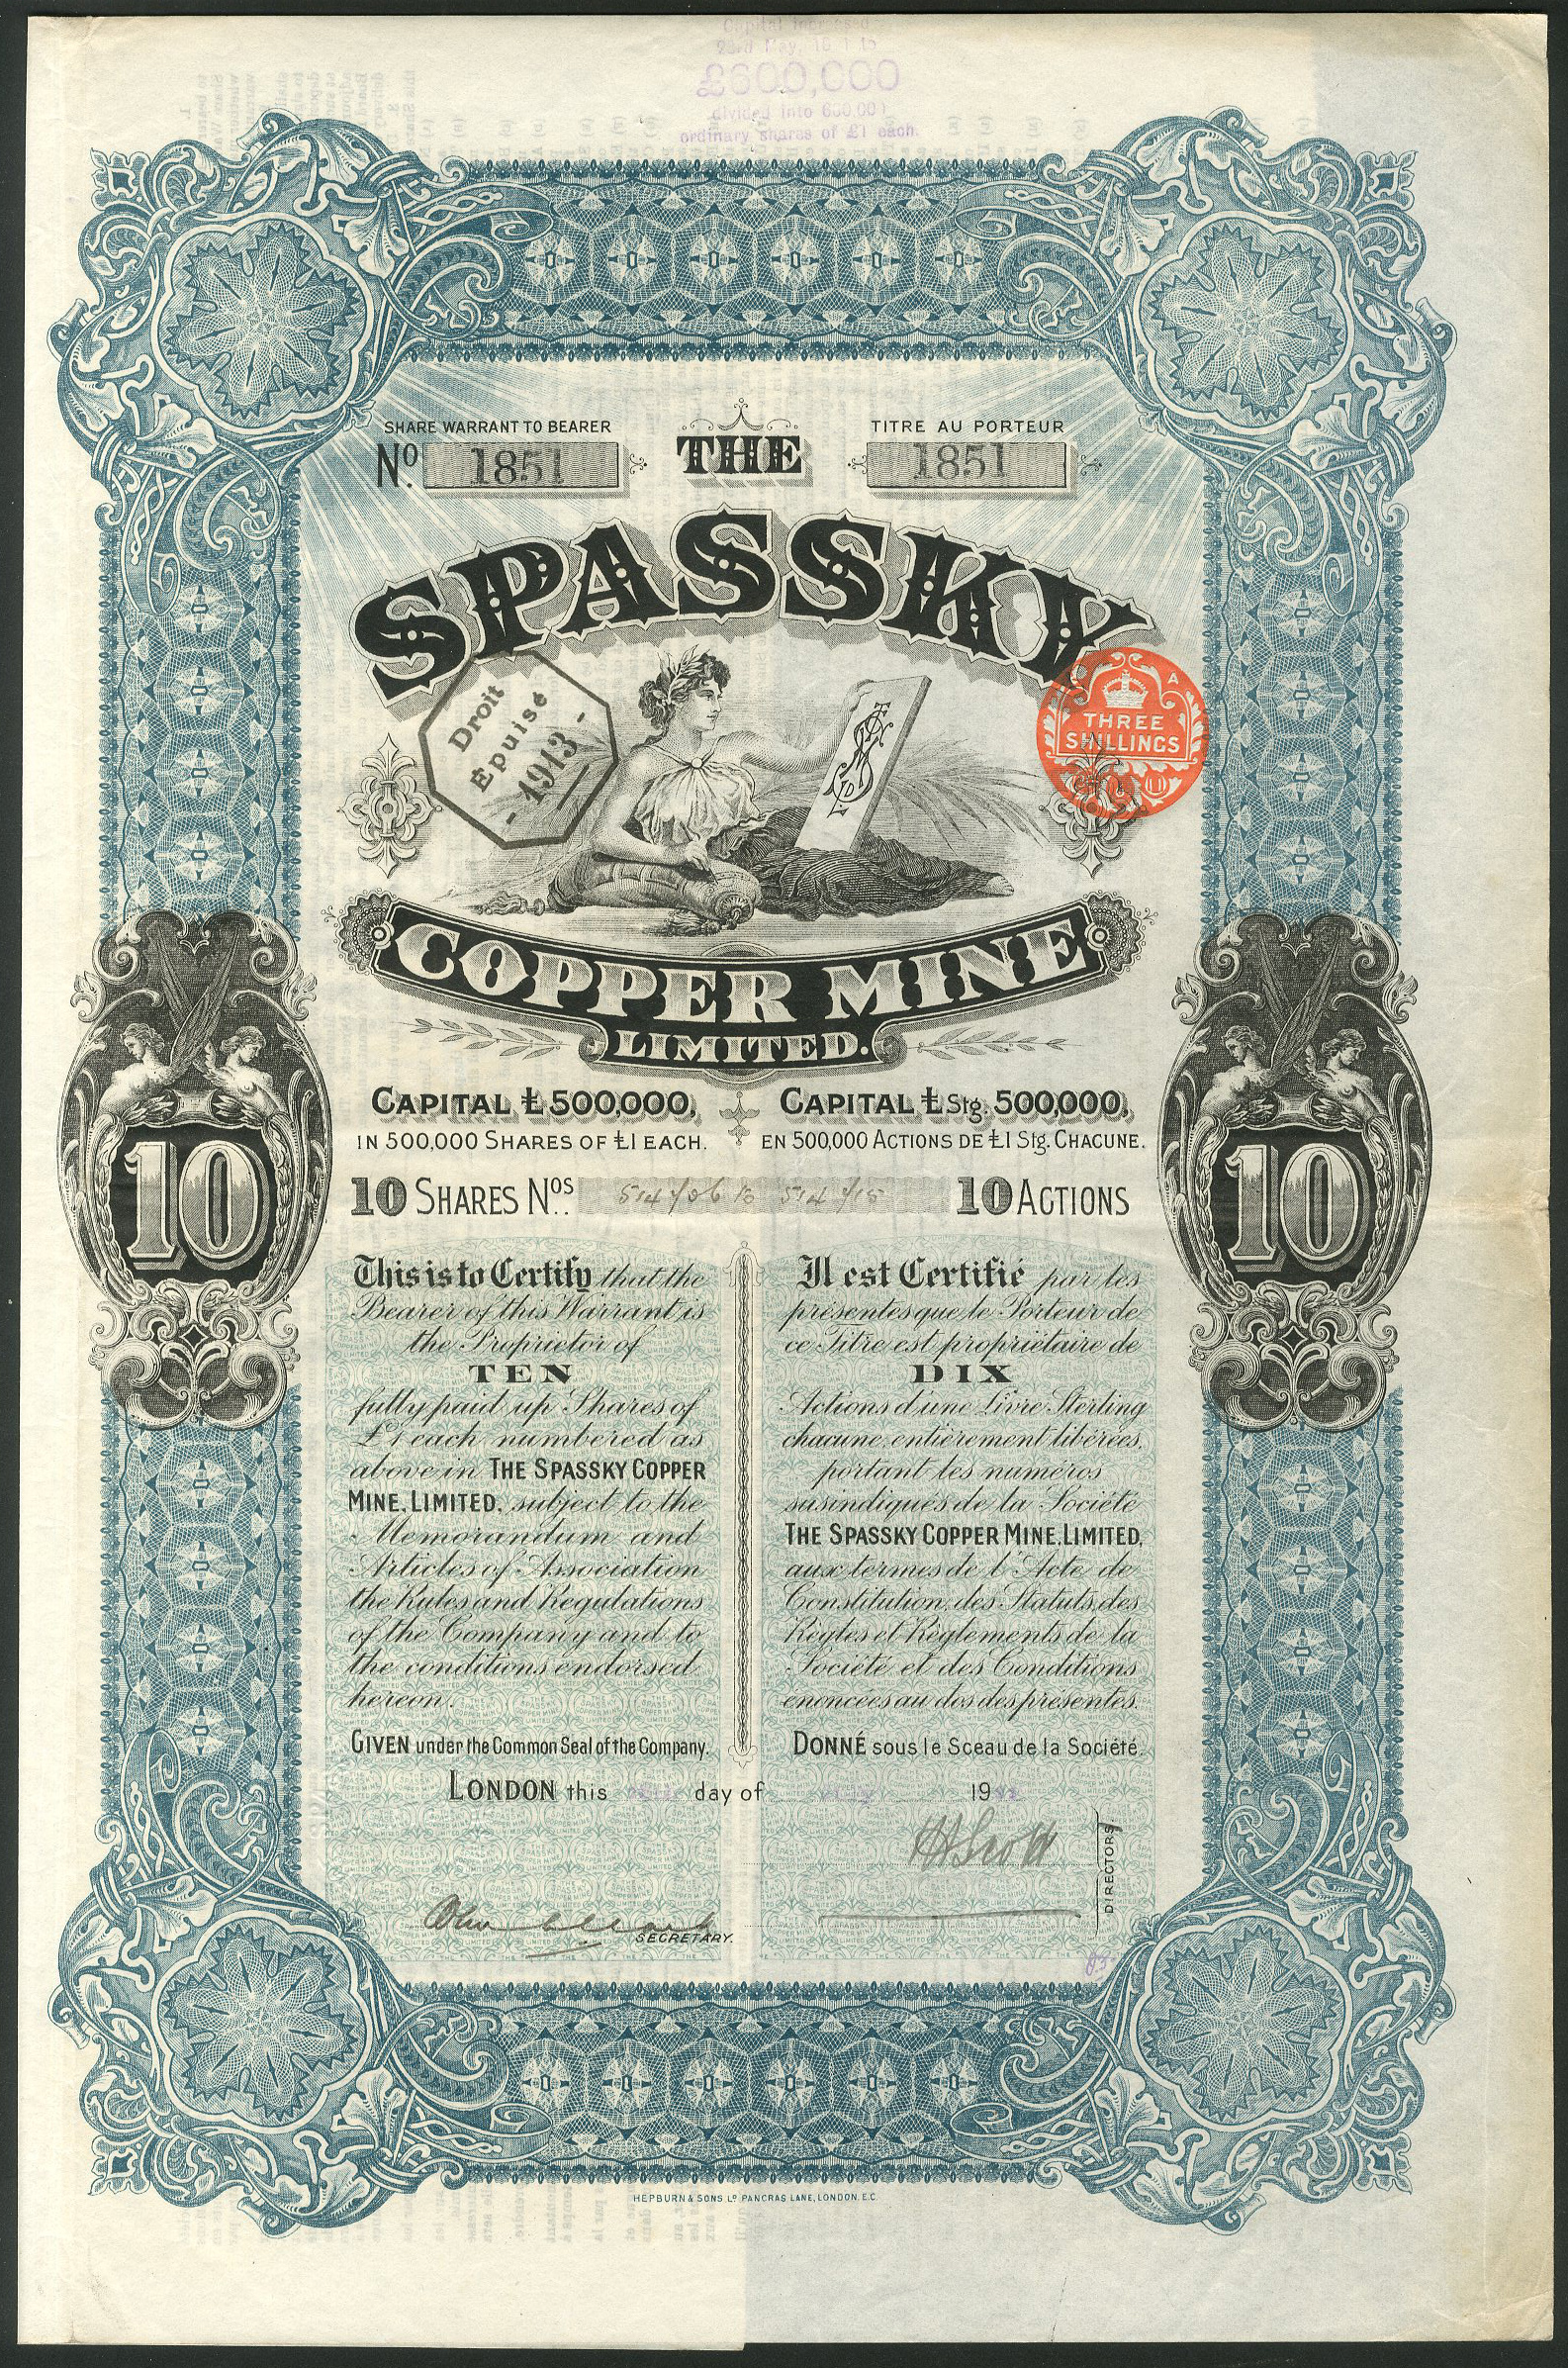 Capital Increased
£600,000
divided into 600,000
ordinary shares of £1 each.
SHARE WARRANT TO BEARER
No. 1851
THE
TITRE AU PORTEUR
1851
SPASSKY
Droit
Épuisé
- 1913 -
THREE
SHILLINGS
COPPER MINE
LIMITED.
CAPITAL £500,000,
IN 500,000 SHARES OF £1 EACH.
CAPITAL £ Stg. 500,000,
EN 500,000 ACTIONS DE £1 Stg. CHACUNE.
10 SHARES Nos. 514706 to 514715 10 ACTIONS
10
10
This is to Certify that the
Bearer of this Warrant is
the Proprietor of
TEN
fully paid up Shares of
£1 each numbered as
above in THE SPASSKY COPPER
MINE, LIMITED, subject to the
Memorandum and
Articles of Association
the Rules and Regulations
of the Company and to
the conditions endorsed
hereon.
GIVEN under the Common Seal of the Company.
Il est Certifié par les
présentes que le Porteur de
ce Titre est propriétaire de
DIX
Actions d'une Livre Sterling
chacune, entièrement libérées,
portant les numéros
susindiqués de la Société
THE SPASSKY COPPER MINE, LIMITED,
aux termes de l'Acte de
Constitution, des Statuts, des
Règles et Règlements de la
Société et des Conditions
énoncées au dos des présentes.
DONNÉ sous le Sceau de la Société.
LONDON this day of 19
H Scott
DIRECTORS
SECRETARY.
HEPBURN & SONS LD PANCRAS LANE, LONDON. E.C.